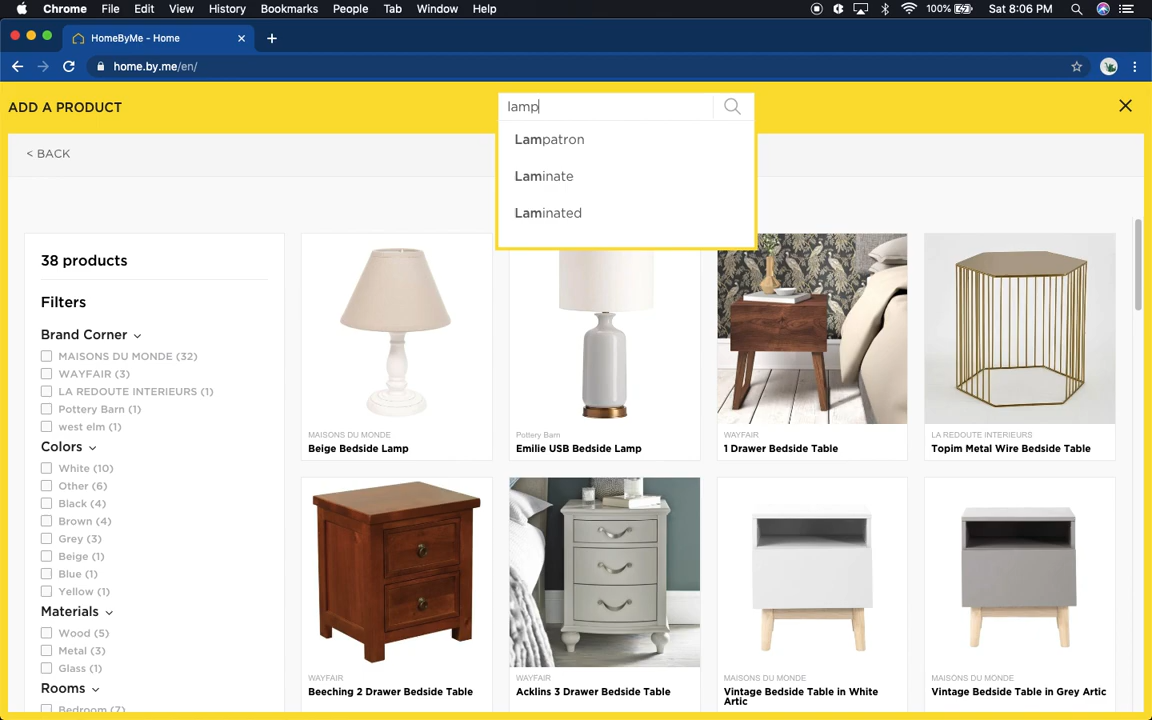 Chrome File Edit View History Bookmarks People Tab Window Help 100% Sat 8:06 PM
HomeByMe - Home
home.by.me/en/
ADD A PRODUCT
lamp
Lampatron
Laminate
Laminated
< BACK
38 products
Filters
Brand Corner
MAISONS DU MONDE (32)
WAYFAIR (3)
LA REDOUTE INTERIEURS (1)
Pottery Barn (1)
west elm (1)
Colors
White (10)
Other (6)
Black (4)
Brown (4)
Grey (3)
Beige (1)
Blue (1)
Yellow (1)
Materials
Wood (5)
Metal (3)
Glass (1)
Rooms
Bedroom (7)
MAISONS DU MONDE
Beige Bedside Lamp
Pottery Barn
Emilie USB Bedside Lamp
WAYFAIR
1 Drawer Bedside Table
LA REDOUTE INTERIEURS
Topim Metal Wire Bedside Table
WAYFAIR
Beeching 2 Drawer Bedside Table
WAYFAIR
Acklins 3 Drawer Bedside Table
MAISONS DU MONDE
Vintage Bedside Table in White
Artic
MAISONS DU MONDE
Vintage Bedside Table in Grey Artic